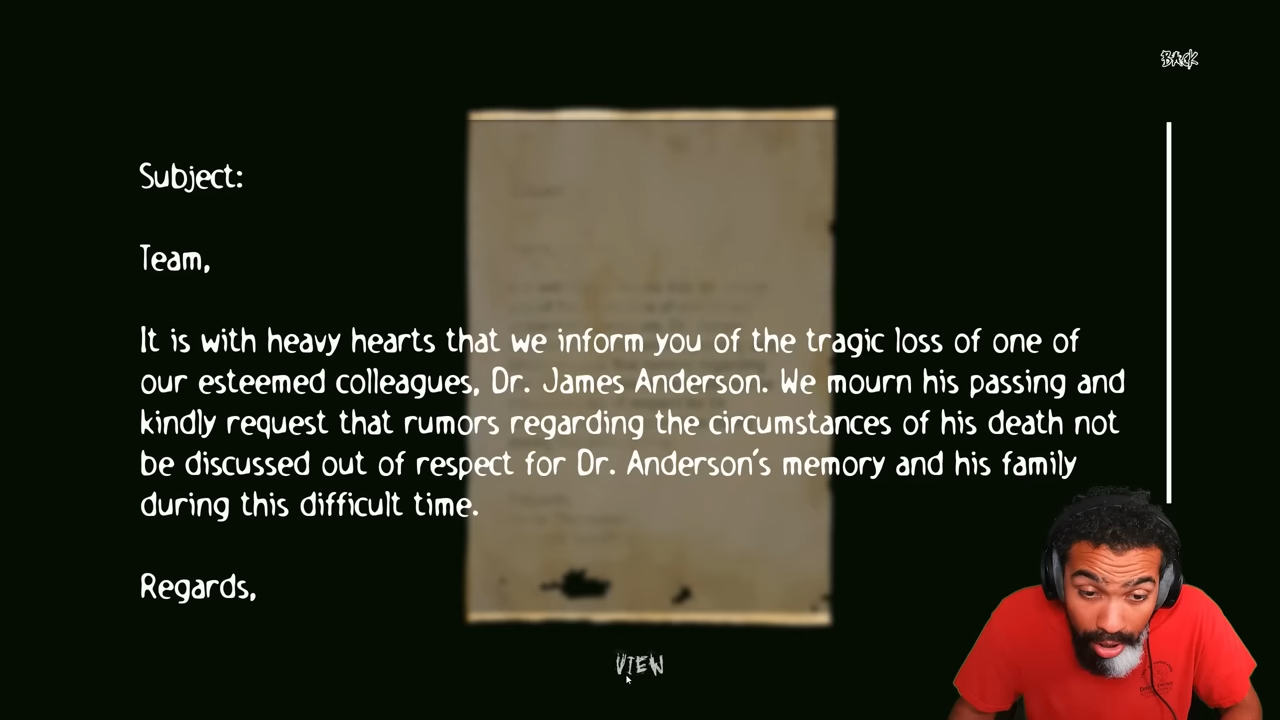 BACK
Subject:
Team,
It is with heavy hearts that we inform you of the tragic loss of one of
our esteemed colleagues, Dr. James Anderson. We mourn his passing and
kindly request that rumors regarding the circumstances of his death not
be discussed out of respect for Dr. Anderson's memory and his family
during this difficult time.
Regards,
VIEW